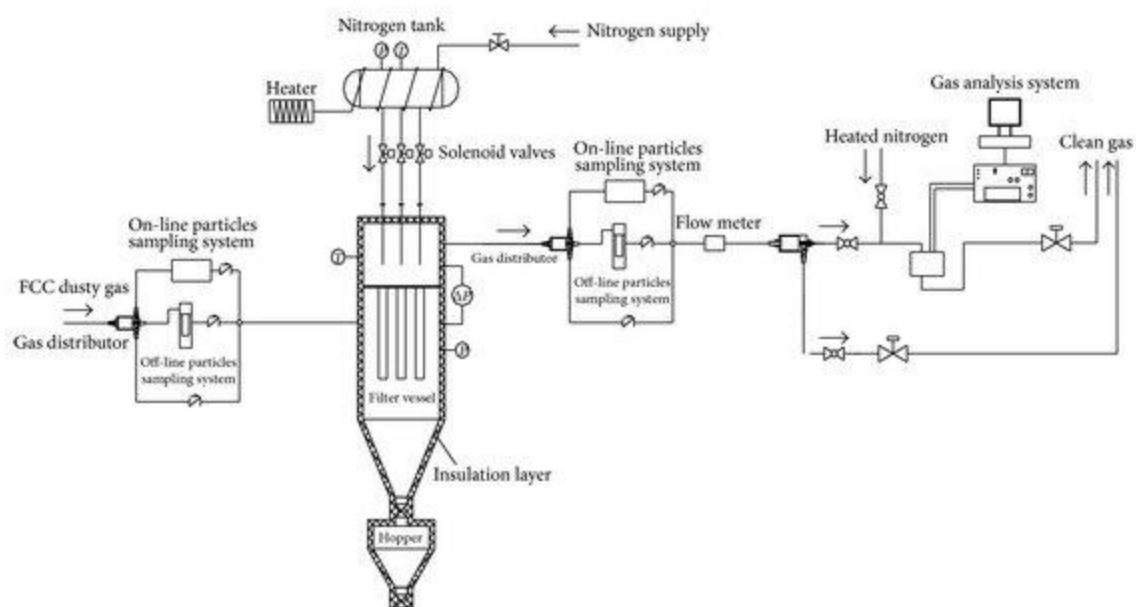 Nitrogen tank
Nitrogen supply
P
T
Heater
Solenoid valves
Gas analysis system
Heated nitrogen
Clean gas
On-line particles
sampling system
Flow meter
Gas distributor
Off-line particles
sampling system
On-line particles
sampling system
FCC dusty gas
Gas distributor
Off-line particles
sampling system
T
ΔP
P
Filter vessel
Insulation layer
Hopper